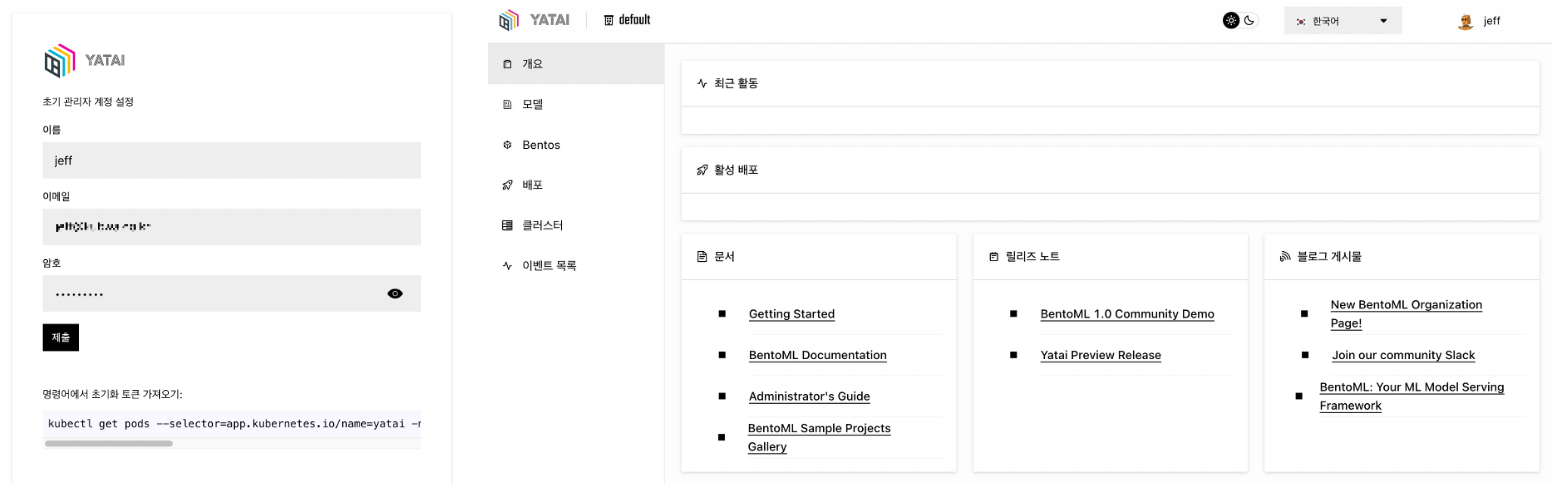 YATAI
초기 관리자 계정 설정
이름
jeff
이메일
암호
제출
명령어에서 초기화 토큰 가져오기:
kubectl get pods --selector=app.kubernetes.io/name=yatai
YATAI
default
한국어
jeff
개요
모델
Bentos
배포
클러스터
이벤트 목록
최근 활동
활성 배포
문서
Getting Started
BentoML Documentation
Administrator's Guide
BentoML Sample Projects
Gallery
릴리즈 노트
BentoML 1.0 Community Demo
Yatai Preview Release
블로그 게시물
New BentoML Organization
Page!
Join our community Slack
BentoML: Your ML Model Serving
Framework